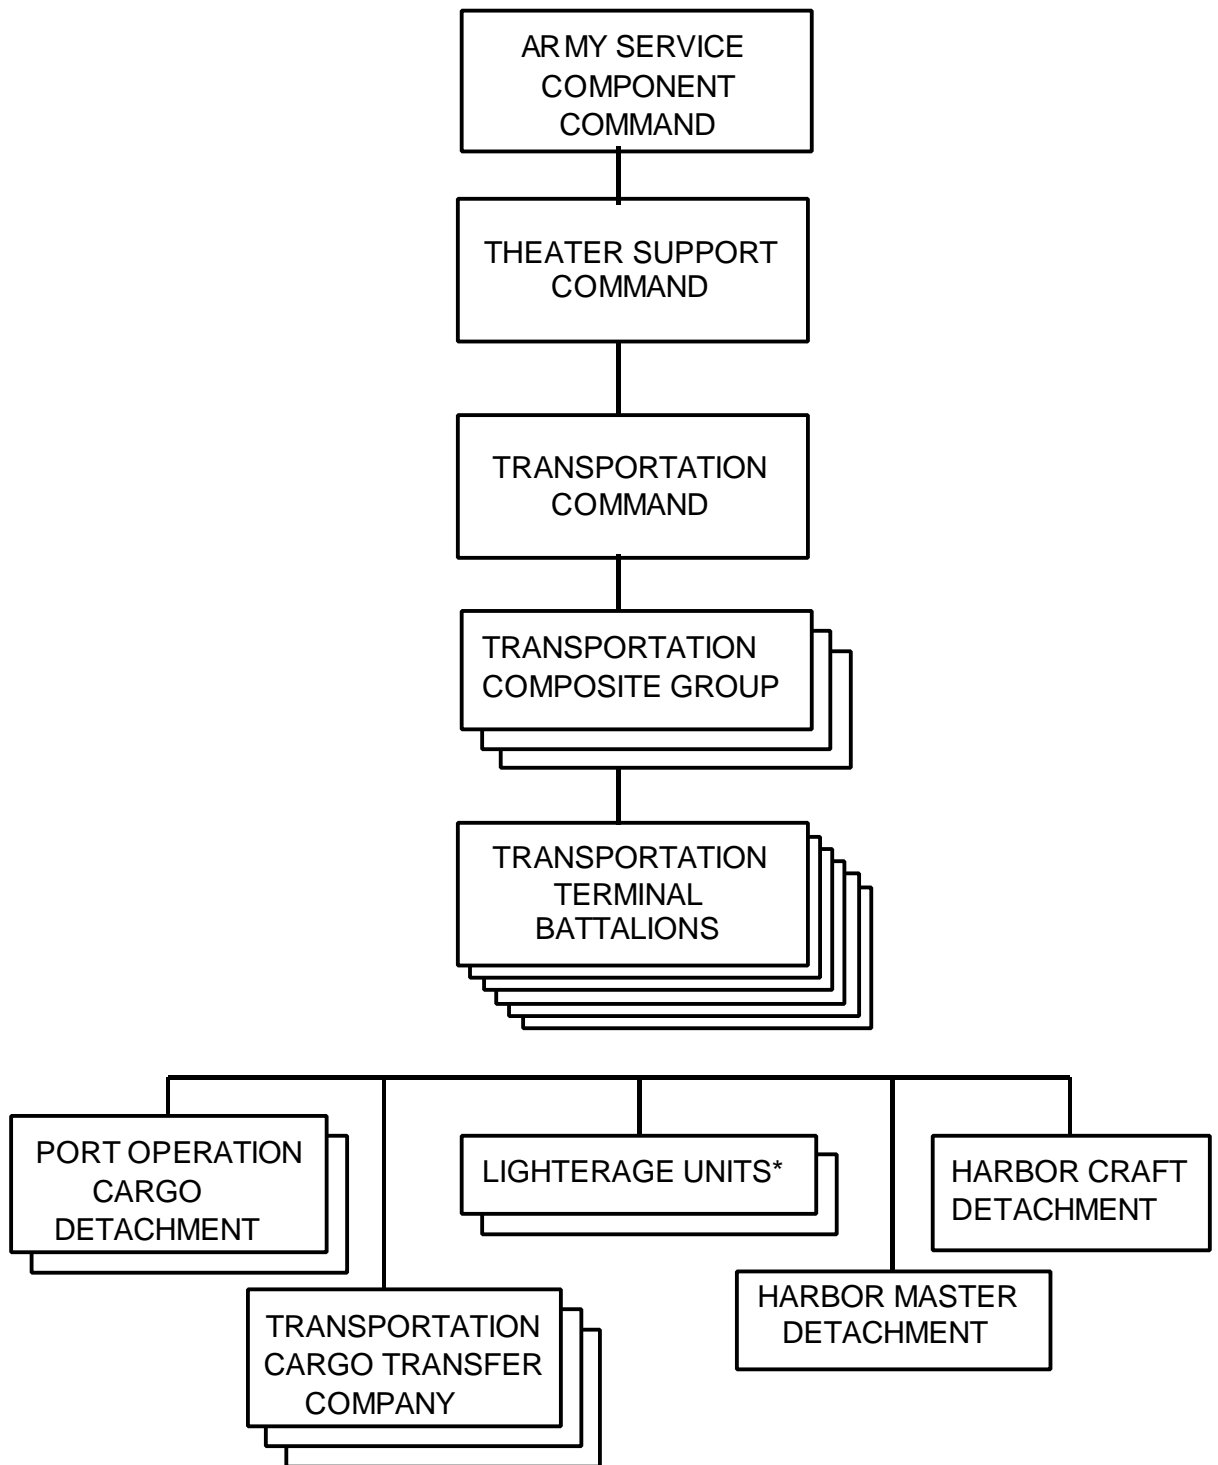 ARMY SERVICE
COMPONENT
COMMAND
THEATER SUPPORT
COMMAND
TRANSPORTATION
COMMAND
TRANSPORTATION
COMPOSITE GROUP
TRANSPORTATION
TERMINAL
BATTALIONS
PORT OPERATION
CARGO
DETACHMENT
LIGHTERAGE UNITS*
HARBOR CRAFT
DETACHMENT
TRANSPORTATION
CARGO TRANSFER
COMPANY
HARBOR MASTER
DETACHMENT